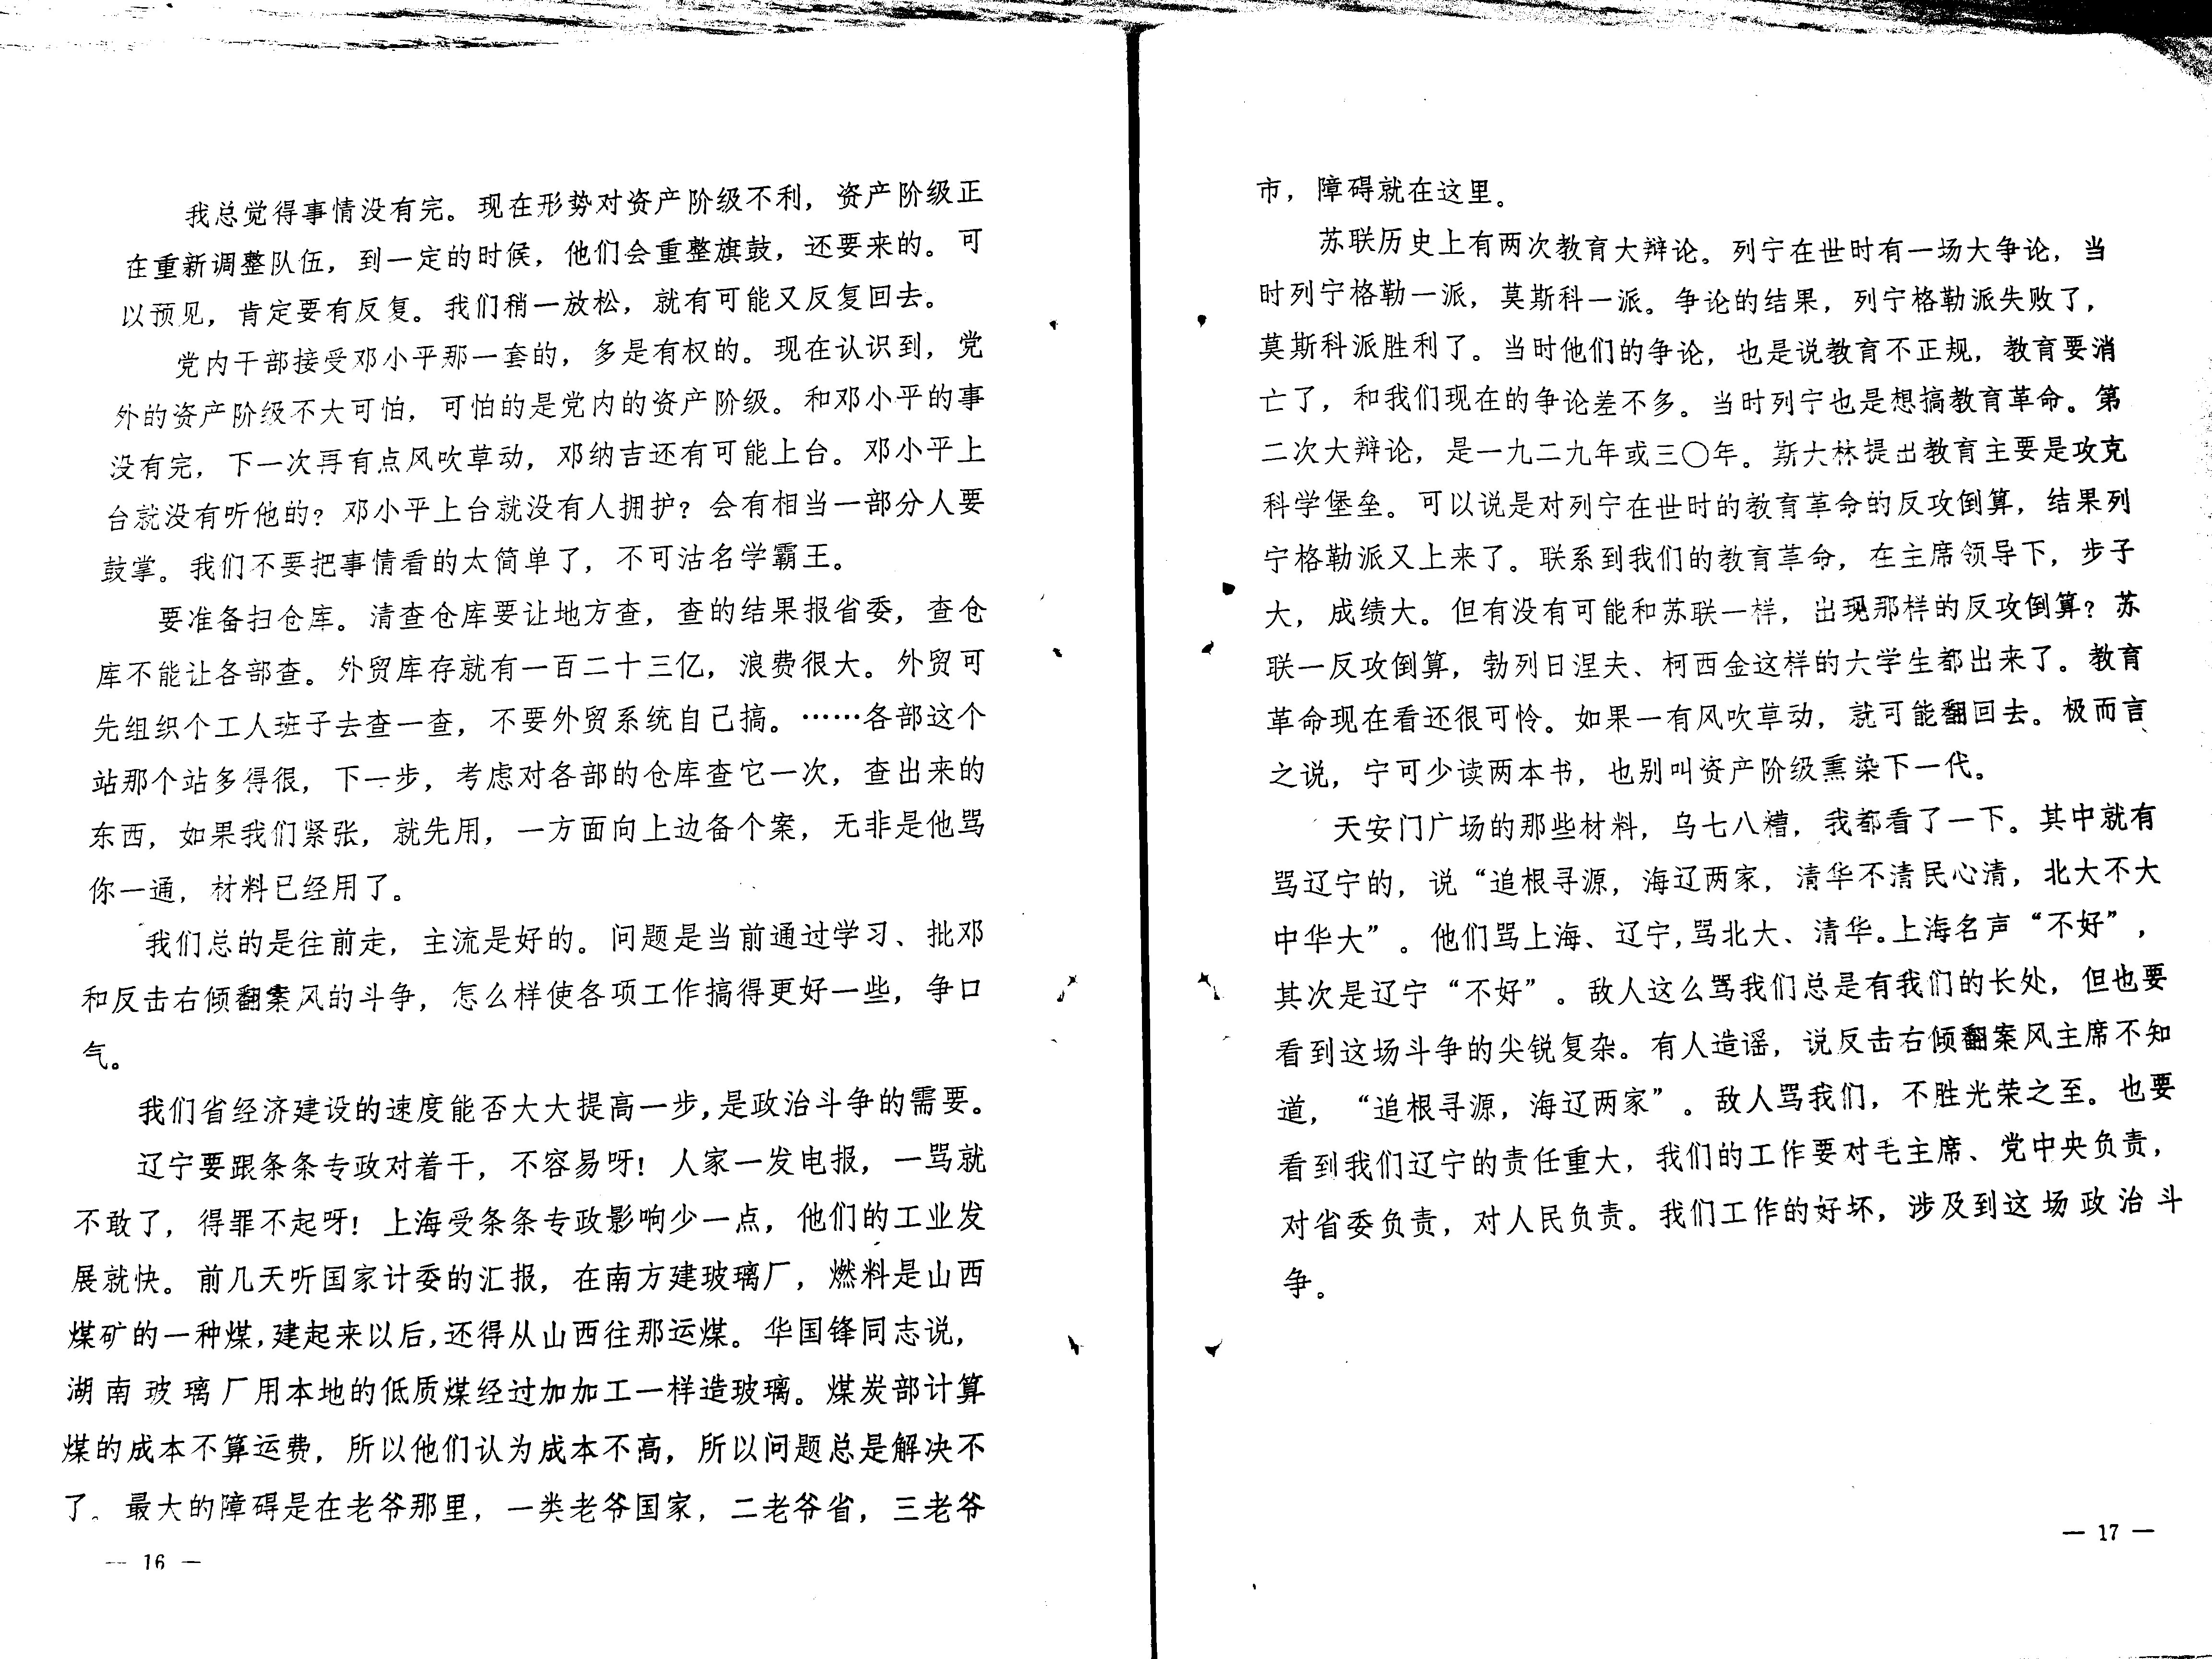 我总觉得事情没有完。现在形势对资产阶级不利，资产阶级正
在重新调整队伍，到一定的时候，他们会重整旗鼓，还要来的。可
以预见，肯定要有反复。我们稍一放松，就有可能又反复回去。
党内干部接受邓小平那一套的，多是有权的。现在认识到，党
外的资产阶级不大可怕，可怕的是党内的资产阶级。和邓小平的事
没有完，下一次再有点风吹草动，邓纳吉还有可能上台。邓小平上
台就没有听他的？邓小平上台就没有人拥护？会有相当一部分人要
鼓掌。我们不要把事情看的太简单了，不可沽名学霸王。
要准备扫仓库。清查仓库要让地方查，查的结果报省委，查仓
库不能让各部查。外贸库存就有一百二十三亿，浪费很大。外贸可
先组织个工人班子去查一查，不要外贸系统自己搞。……各部这个
站那个站多得很，下一步，考虑对各部的仓库查它一次，查出来的
东西，如果我们紧张，就先用，一方面向上边备个案，无非是他骂
你一通，材料已经用了。
我们总的是往前走，主流是好的。问题是当前通过学习、批邓
和反击右倾翻案风的斗争，怎么样使各项工作搞得更好一些，争口
气。
我们省经济建设的速度能否大大提高一步，是政治斗争的需要。
辽宁要跟条条专政对着干，不容易呀！人家一发电报，一骂就
不敢了，得罪不起呀！上海受条条专政影响少一点，他们的工业发
展就快。前几天听国家计委的汇报，在南方建玻璃厂，燃料是山西
煤矿的一种煤，建起来以后，还得从山西往那运煤。华国锋同志说，
湖南玻璃厂用本地的低质煤经过加加工一样造玻璃。煤炭部计算
煤的成本不算运费，所以他们认为成本不高，所以问题总是解决不
了。最大的障碍是在老爷那里，一类老爷国家，二老爷省，三老爷
— 16 —
市，障碍就在这里。
苏联历史上有两次教育大辩论。列宁在世时有一场大争论，当
时列宁格勒一派，莫斯科一派。争论的结果，列宁格勒派失败了，
莫斯科派胜利了。当时他们的争论，也是说教育不正规，教育要消
亡了，和我们现在的争论差不多。当时列宁也是想搞教育革命。第
二次大辩论，是一九二九年或三〇年。斯大林提出教育主要是攻克
科学堡垒。可以说是对列宁在世时的教育革命的反攻倒算，结果列
宁格勒派又上来了。联系到我们的教育革命，在主席领导下，步子
大，成绩大。但有没有可能和苏联一样，出现那样的反攻倒算？苏
联一反攻倒算，勃列日涅夫、柯西金这样的大学生都出来了。教育
革命现在看还很可怜。如果一有风吹草动，就可能翻回去。极而言
之说，宁可少读两本书，也别叫资产阶级熏染下一代。
天安门广场的那些材料，乌七八糟，我都看了一下。其中就有
骂辽宁的，说“追根寻源，海辽两家，清华不清民心清，北大不大
中华大”。他们骂上海、辽宁，骂北大、清华。上海名声“不好”，
其次是辽宁“不好”。敌人这么骂我们总是有我们的长处，但也要
看到这场斗争的尖锐复杂。有人造谣，说反击右倾翻案风主席不知
道，“追根寻源，海辽两家”。敌人骂我们，不胜光荣之至。也要
看到我们辽宁的责任重大，我们的工作要对毛主席、党中央负责，
对省委负责，对人民负责。我们工作的好坏，涉及到这场政治斗
争。
— 17 —